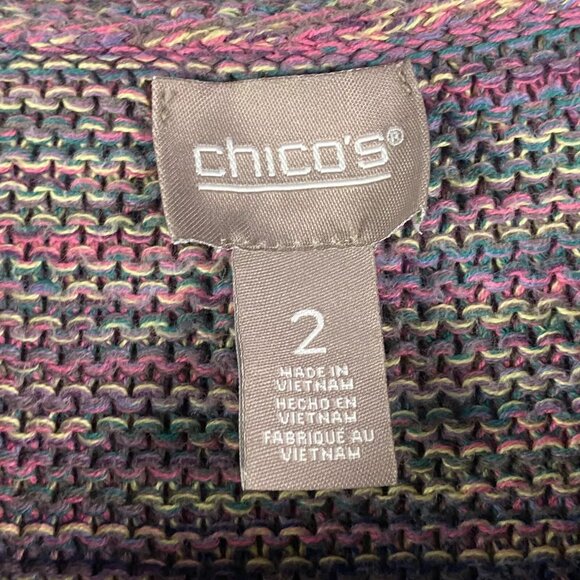 chico's®
2
MADE IN
VIETNAM
HECHO EN
VIETNAM
FABRIQUÉ AU
VIETNAM